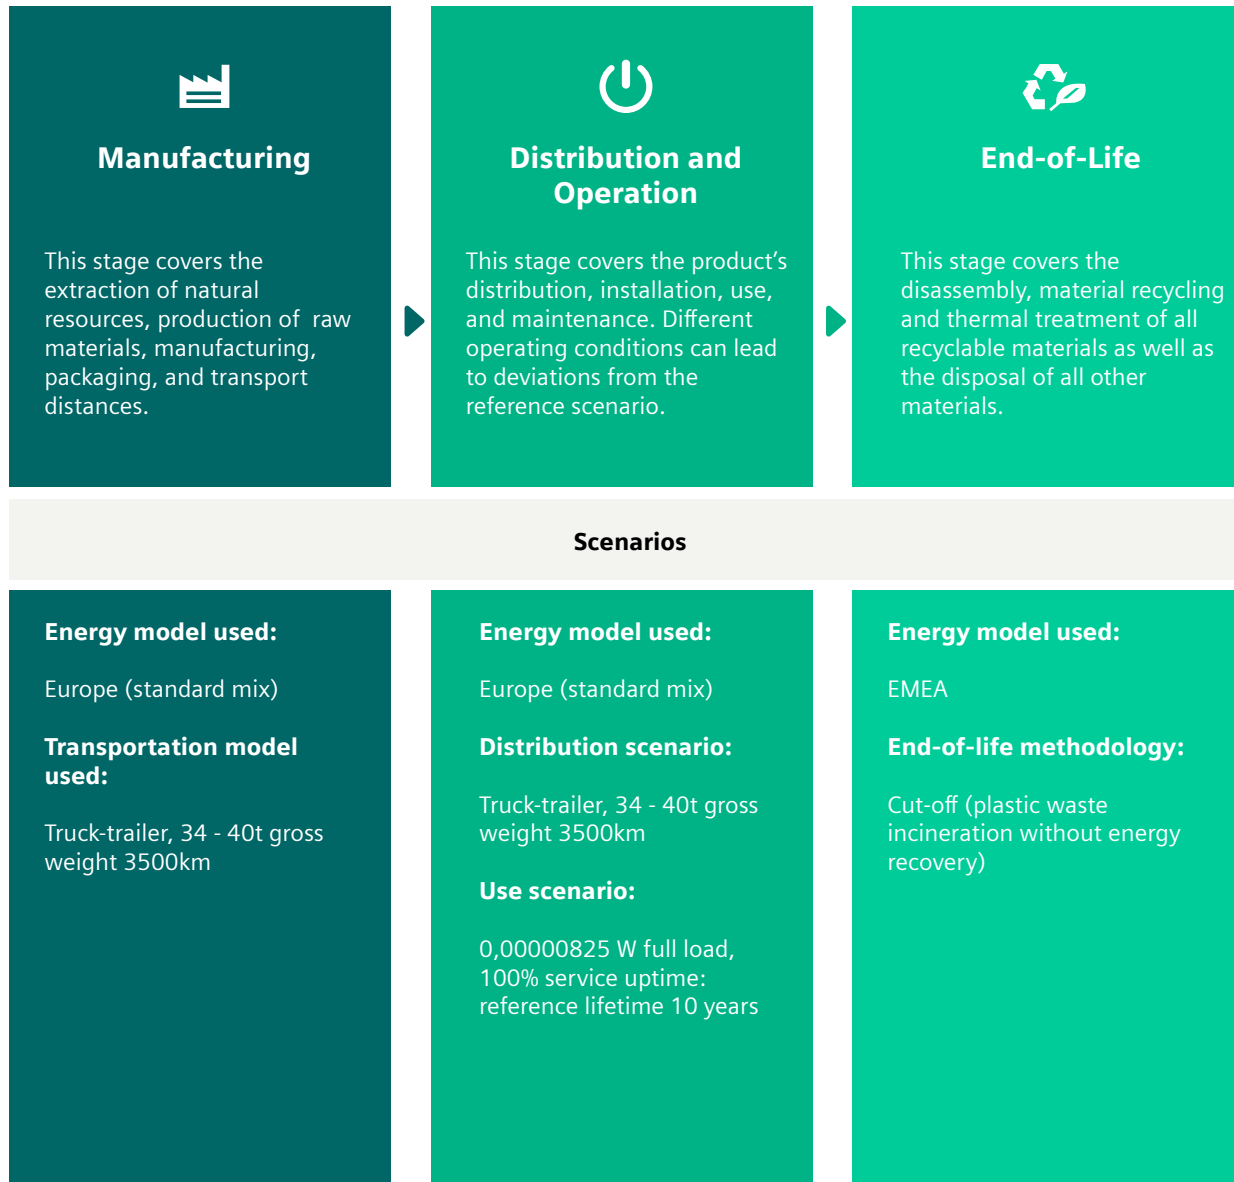 Manufacturing
This stage covers the
extraction of natural
resources, production of  raw
materials, manufacturing,
packaging, and transport
distances.
Distribution and
Operation
This stage covers the product’s
distribution, installation, use,
and maintenance. Different
operating conditions can lead
to deviations from the
reference scenario.
End-of-Life
This stage covers the
disassembly, material recycling
and thermal treatment of all
recyclable materials as well as
the disposal of all other
materials.
Scenarios
Energy model used:
Europe (standard mix)
Transportation model
used:
Truck-trailer, 34 - 40t gross
weight 3500km
Energy model used:
Europe (standard mix)
Distribution scenario:
Truck-trailer, 34 - 40t gross
weight 3500km
Use scenario:
0,00000825 W full load,
100% service uptime:
reference lifetime 10 years
Energy model used:
EMEA
End-of-life methodology:
Cut-off (plastic waste
incineration without energy
recovery)